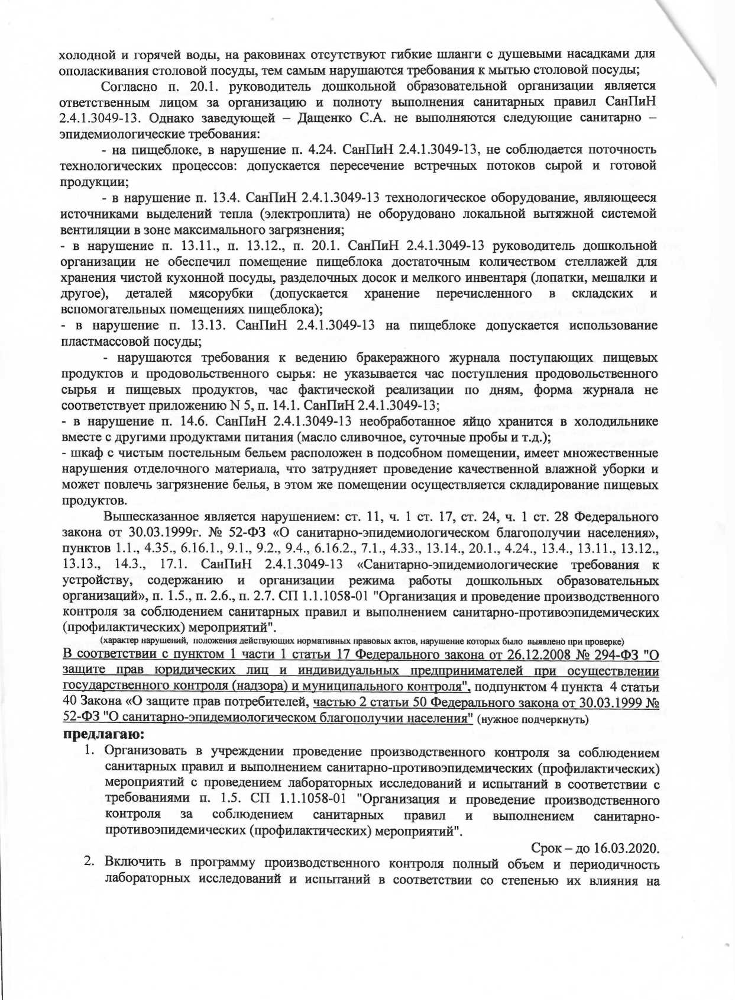 холодной и горячей воды, на раковинах отсутствуют гибкие шланги с душевыми насадками для
ополаскивания столовой посуды, тем самым нарушаются требования к мытью столовой посуды;
Согласно п. 20.1. руководитель дошкольной образовательной организации является
ответственным лицом за организацию и полноту выполнения санитарных правил СанПиН
2.4.1.3049-13. Однако заведующей – Дащенко С.А. не выполняются следующие санитарно –
эпидемиологические требования:
- на пищеблоке, в нарушение п. 4.24. СанПиН 2.4.1.3049-13, не соблюдается поточность
технологических процессов: допускается пересечение встречных потоков сырой и готовой
продукции;
- в нарушение п. 13.4. СанПиН 2.4.1.3049-13 технологическое оборудование, являющееся
источниками выделений тепла (электроплита) не оборудовано локальной вытяжной системой
вентиляции в зоне максимального загрязнения;
- в нарушение п. 13.11., п. 13.12., п. 20.1. СанПиН 2.4.1.3049-13 руководитель дошкольной
организации не обеспечил помещение пищеблока достаточным количеством стеллажей для
хранения чистой кухонной посуды, разделочных досок и мелкого инвентаря (лопатки, мешалки и
другое), деталей мясорубки (допускается хранение перечисленного в складских и
вспомогательных помещениях пищеблока);
- в нарушение п. 13.13. СанПиН 2.4.1.3049-13 на пищеблоке допускается использование
пластмассовой посуды;
- нарушаются требования к ведению бракеражного журнала поступающих пищевых
продуктов и продовольственного сырья: не указывается час поступления продовольственного
сырья и пищевых продуктов, час фактической реализации по дням, форма журнала не
соответствует приложению N 5, п. 14.1. СанПиН 2.4.1.3049-13;
- в нарушение п. 14.6. СанПиН 2.4.1.3049-13 необработанное яйцо хранится в холодильнике
вместе с другими продуктами питания (масло сливочное, суточные пробы и т.д.);
- шкаф с чистым постельным бельем расположен в подсобном помещении, имеет множественные
нарушения отделочного материала, что затрудняет проведение качественной влажной уборки и
может повлечь загрязнение белья, в этом же помещении осуществляется складирование пищевых
продуктов.
Вышесказанное является нарушением: ст. 11, ч. 1 ст. 17, ст. 24, ч. 1 ст. 28 Федерального
закона от 30.03.1999г. № 52-ФЗ «О санитарно-эпидемиологическом благополучии населения»,
пунктов 1.1., 4.35., 6.16.1., 9.1., 9.2., 9.4., 6.16.2., 7.1., 4.33., 13.14., 20.1., 4.24., 13.4., 13.11., 13.12.,
13.13., 14.3., 17.1. СанПиН 2.4.1.3049-13 «Санитарно-эпидемиологические требования к
устройству, содержанию и организации режима работы дошкольных образовательных
организаций», п. 1.5., п. 2.6., п. 2.7. СП 1.1.1058-01 "Организация и проведение производственного
контроля за соблюдением санитарных правил и выполнением санитарно-противоэпидемических
(профилактических) мероприятий".
(характер нарушений, положения действующих нормативных правовых актов, нарушение которых было выявлено при проверке)
В соответствии с пунктом 1 части 1 статьи 17 Федерального закона от 26.12.2008 № 294-ФЗ "О
защите прав юридических лиц и индивидуальных предпринимателей при осуществлении
государственного контроля (надзора) и муниципального контроля", подпунктом 4 пункта 4 статьи
40 Закона «О защите прав потребителей, частью 2 статьи 50 Федерального закона от 30.03.1999 №
52-ФЗ "О санитарно-эпидемиологическом благополучии населения" (нужное подчеркнуть)
предлагаю:
1. Организовать в учреждении проведение производственного контроля за соблюдением
санитарных правил и выполнением санитарно-противоэпидемических (профилактических)
мероприятий с проведением лабораторных исследований и испытаний в соответствии с
требованиями п. 1.5. СП 1.1.1058-01 "Организация и проведение производственного
контроля за соблюдением санитарных правил и выполнением санитарно-
противоэпидемических (профилактических) мероприятий".
Срок – до 16.03.2020.
2. Включить в программу производственного контроля полный объем и периодичность
лабораторных исследований и испытаний в соответствии со степенью их влияния на